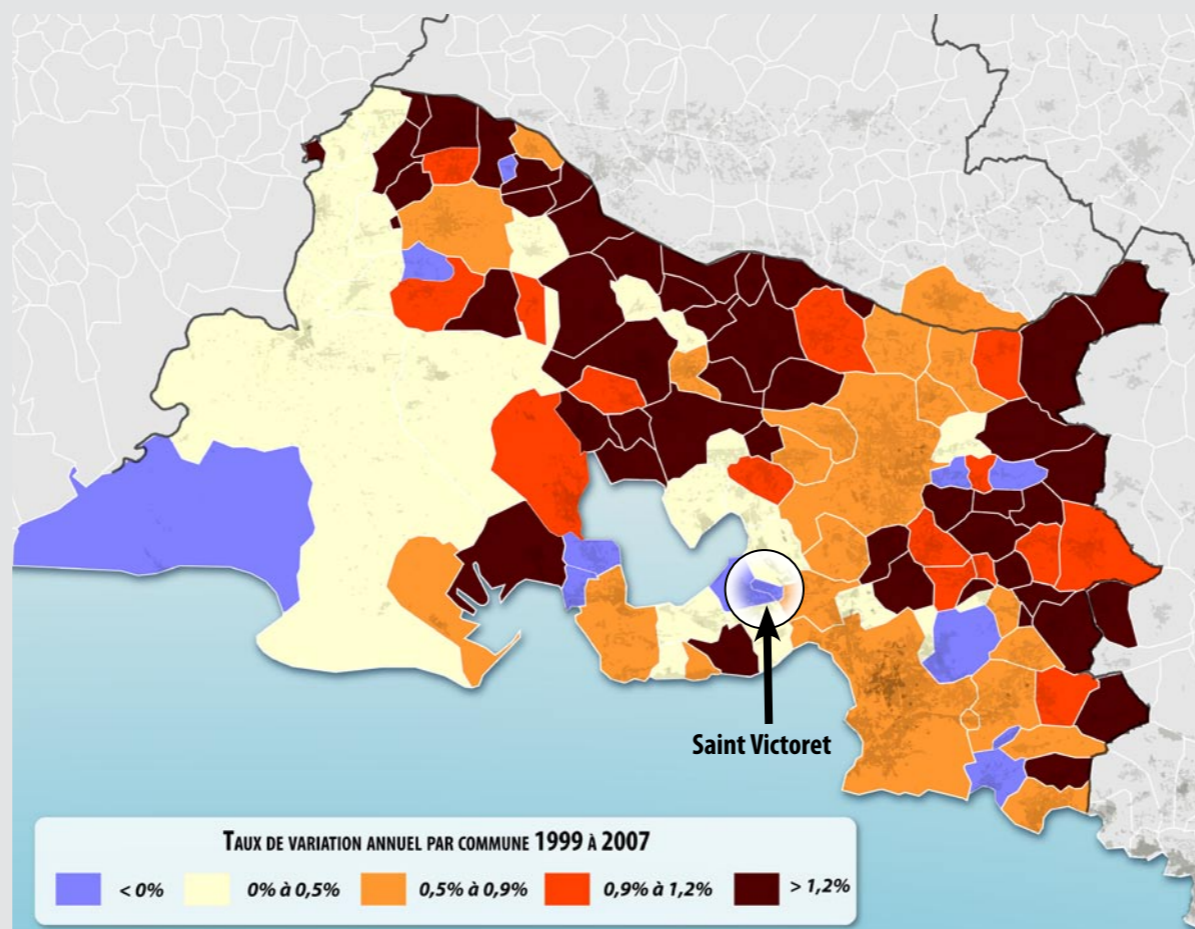 Saint Victoret
TAUX DE VARIATION ANNUEL PAR COMMUNE 1999 À 2007
< 0% 0% à 0,5% 0,5% à 0,9% 0,9% à 1,2% > 1,2%